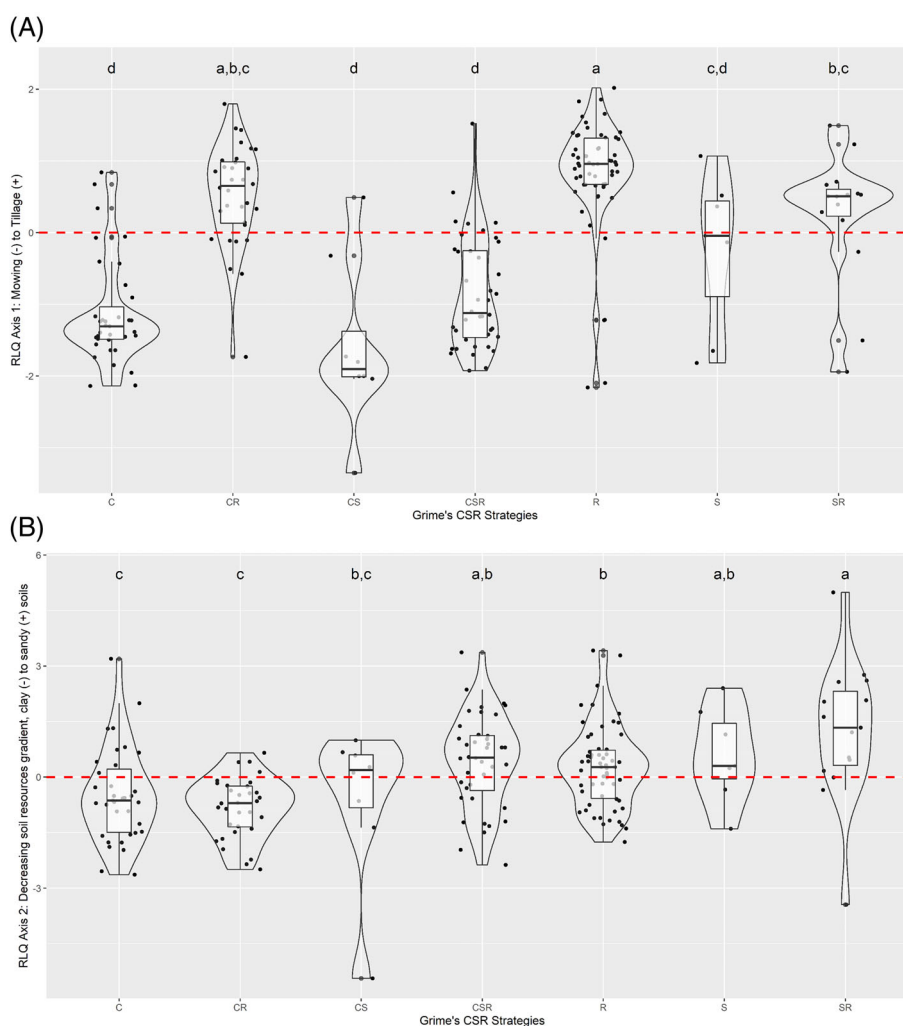 (A)
d a,b,c d d a c,d b,c
2
0
-2
RLQ Axis 1: Mowing (-) to Tillage (+)
C CR CS CSR R S SR
Grime's CSR Strategies
(B)
c c b,c a,b b a,b a
6
3
0
-3
RLQ Axis 2: Decreasing soil resources gradient, day (-) to sandy (+) soils
C CR CS CSR R S SR
Grime's CSR Strategies